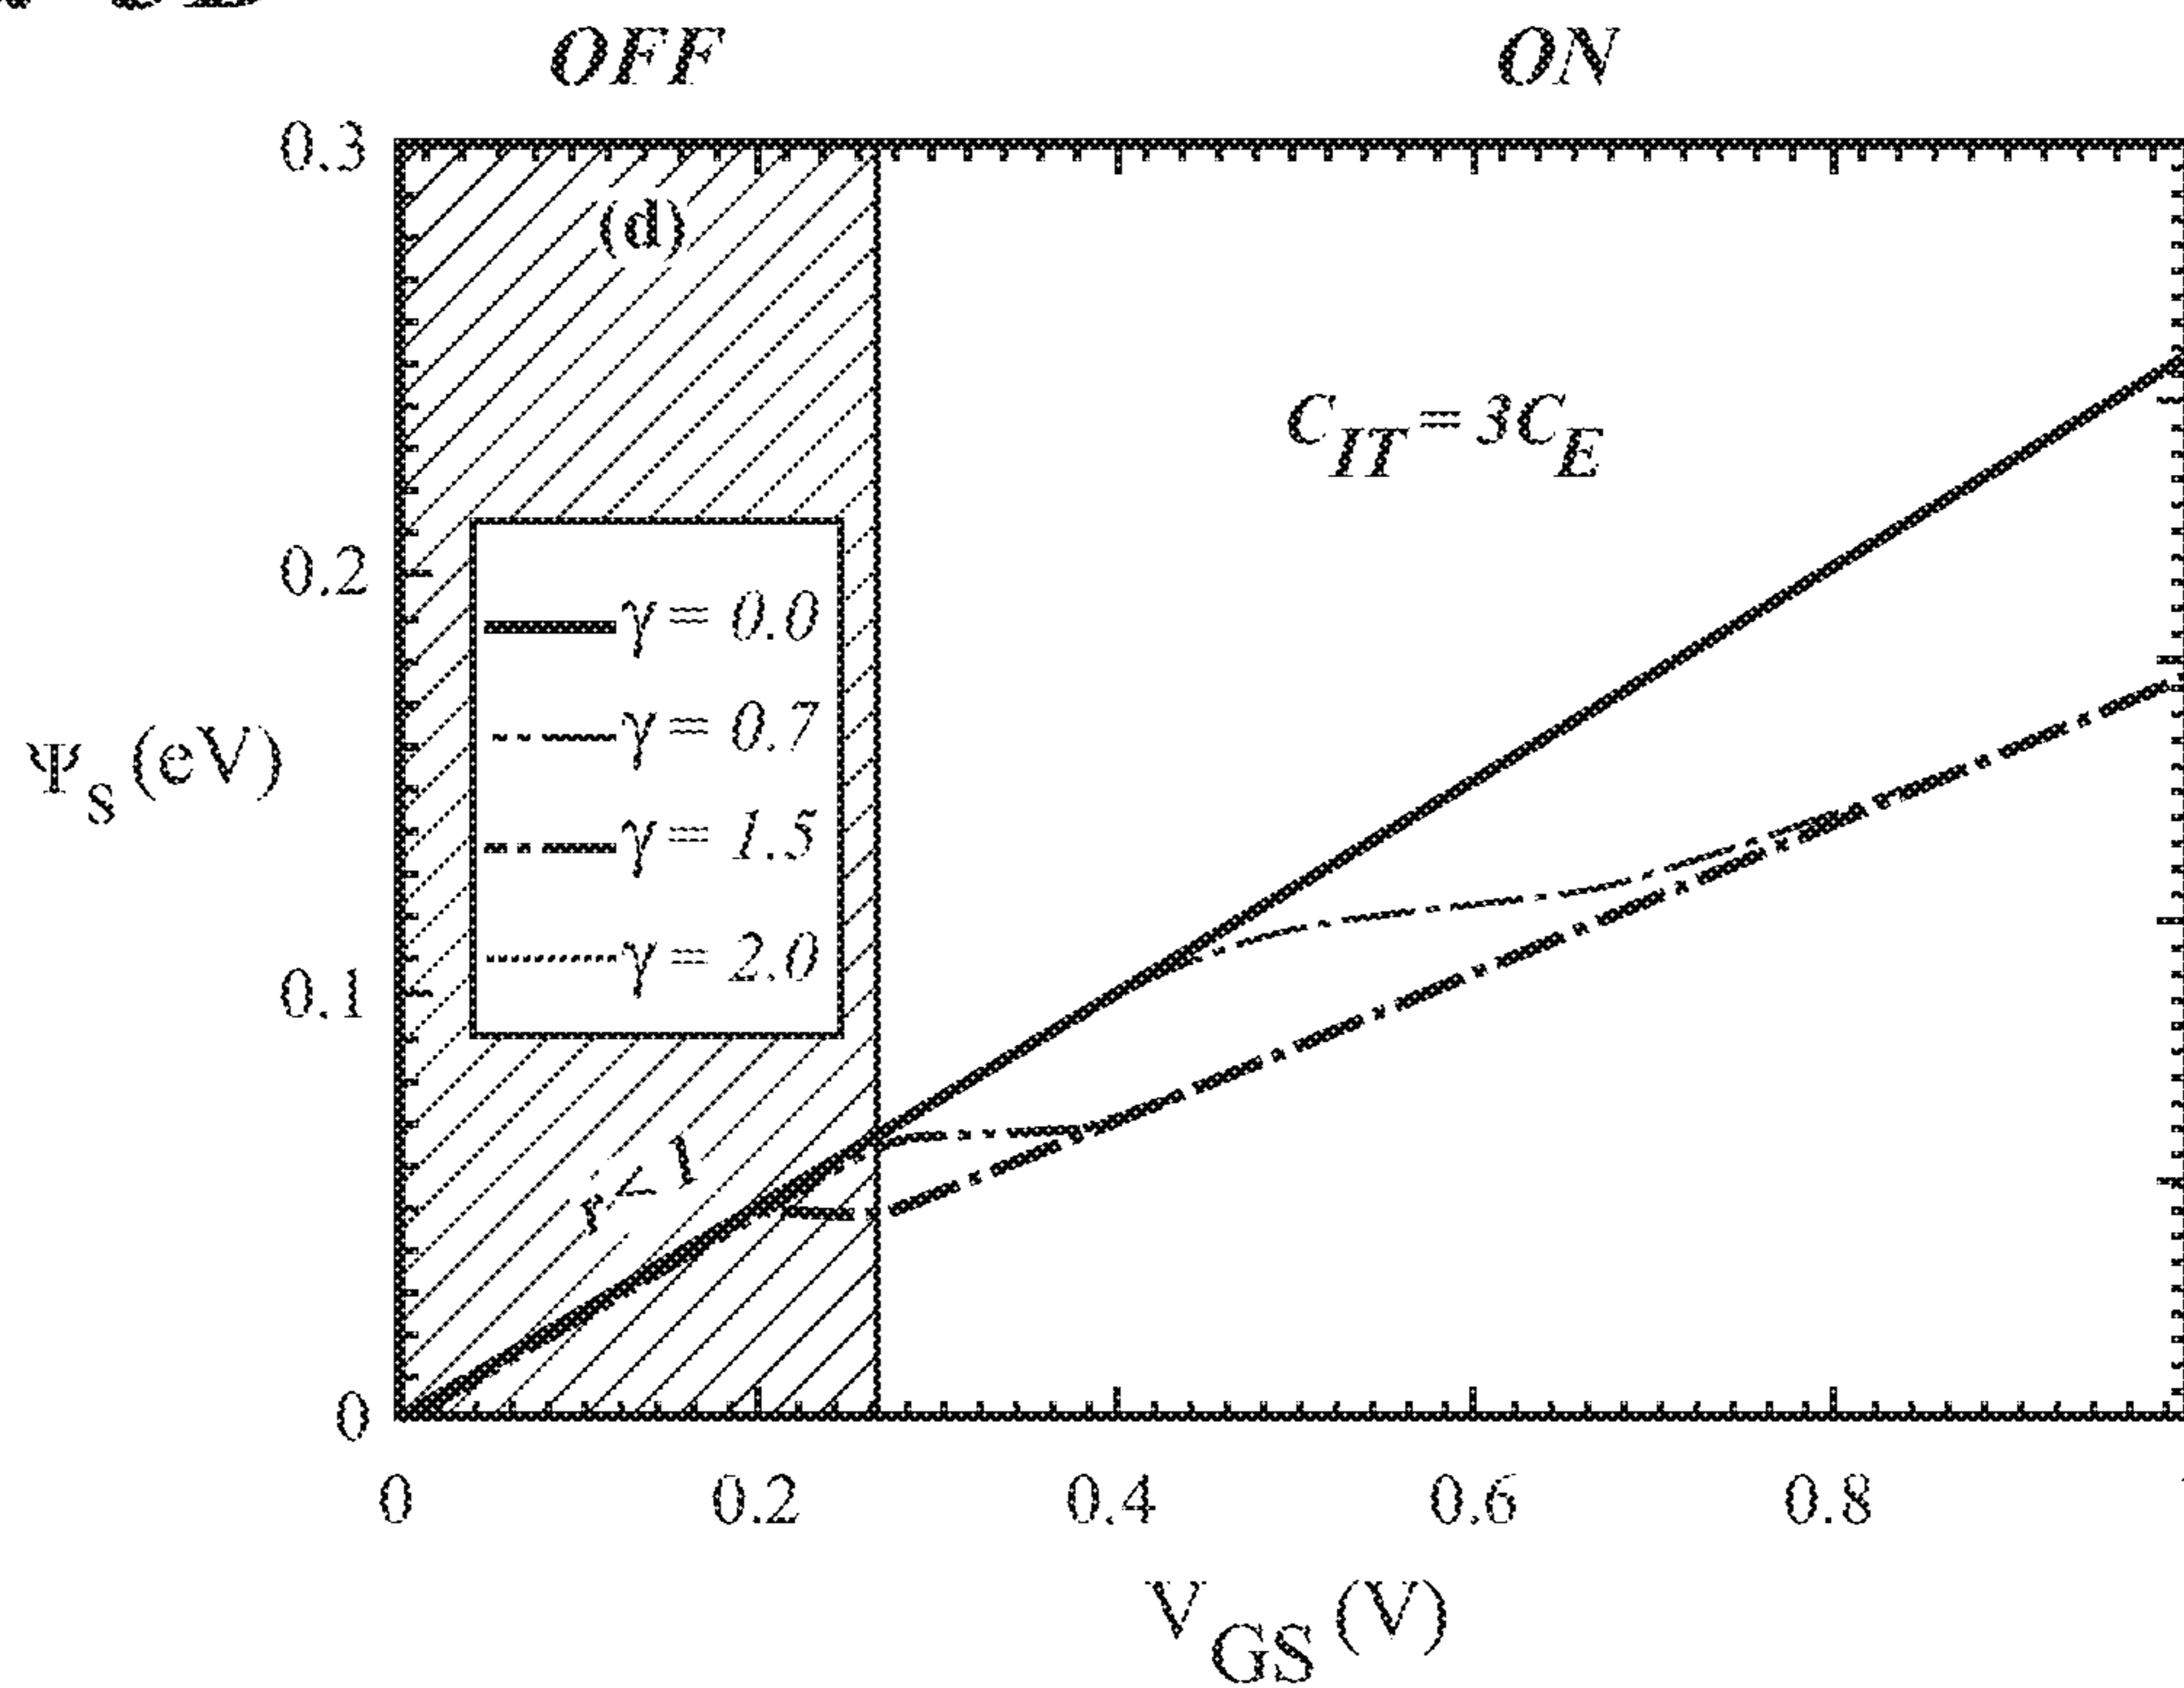 OFF ON
0.3
(d)
C_IT = 3C_E
0.2
γ = 0.0
γ = 0.7
Ψ_s (eV)
γ = 1.5
γ = 2.0
0.1
< 1
0
0 0.2 0.4 0.6 0.8
V_GS (V)